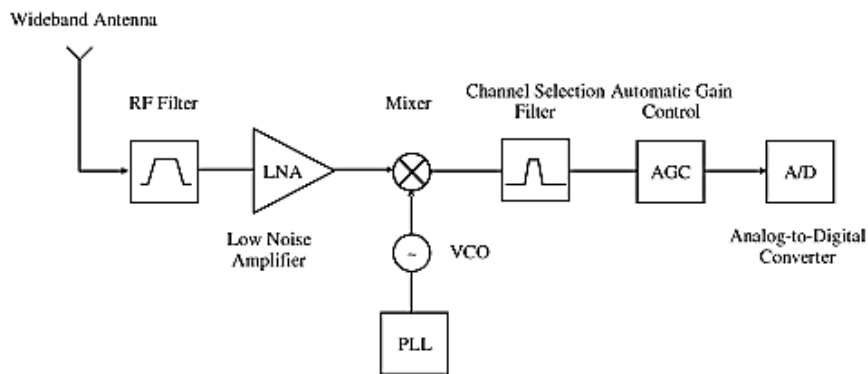 Wideband Antenna
RF Filter
Mixer
Channel Selection Automatic Gain
Filter Control
LNA
AGC
A/D
Low Noise
Amplifier
VCO
Analog-to-Digital
Converter
~
PLL